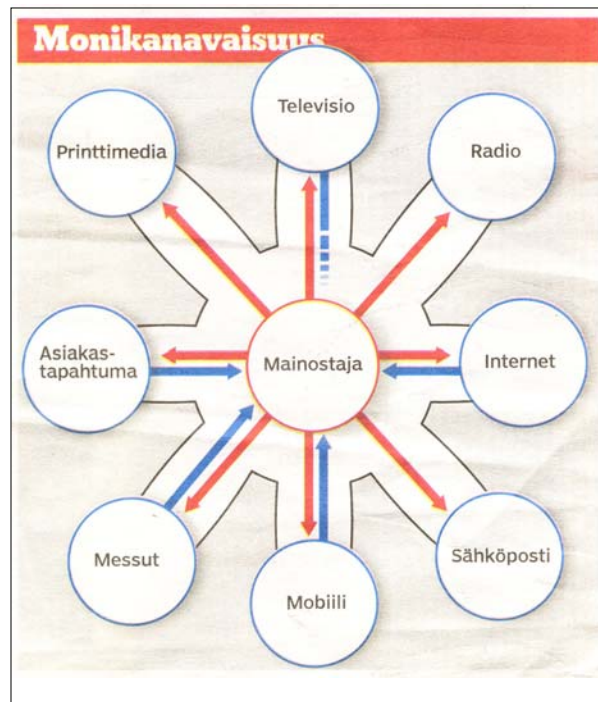 Monikanavaisuus
Televisio
Printtimedia
Radio
Asiakas-
tapahtuma
Mainostaja
Internet
Messut
Mobiili
Sähköposti